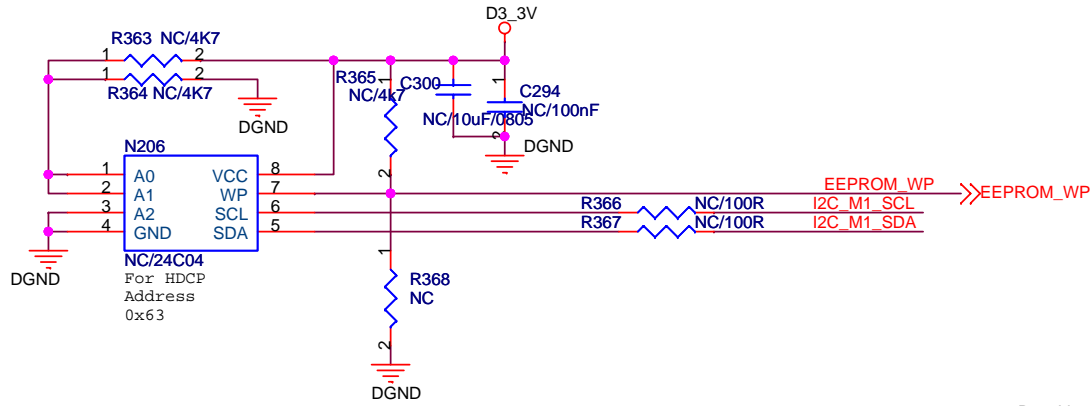 D3_3V
R363 NC/4K7
1 2
1 2
R364 NC/4K7
DGND
R365
NC/4k7
1
2
C300
NC/10uF/0805
1
C294
NC/100nF
2
DGND
N206
1 A0 VCC 8
2 A1 WP 7
3 A2 SCL 6
4 GND SDA 5
NC/24C04
For HDCP
Address
0x63
DGND
EEPROM_WP
EEPROM_WP
R366 NC/100R I2C_M1_SCL
R367 NC/100R I2C_M1_SDA
1
R368
NC
2
DGND